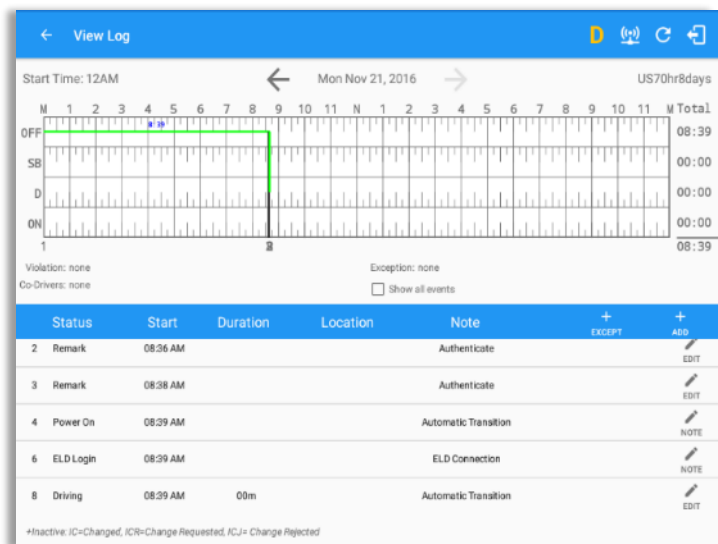 View Log D
Start Time: 12AM Mon Nov 21, 2016 US70hr8days
M 1 2 3 4 5 6 7 8 9 10 11 N 1 2 3 4 5 6 7 8 9 10 11 M Total
8:39
OFF 08:39
SB 00:00
D 00:00
ON 00:00
1 08:39
Violation: none Exception: none
Co-Drivers: none Show all events
Status Start Duration Location Note + EXCEPT + ADD
2 Remark 08:36 AM Authenticate EDIT
3 Remark 08:38 AM Authenticate EDIT
4 Power On 08:39 AM Automatic Transition NOTE
6 ELD Login 08:39 AM ELD Connection NOTE
8 Driving 08:39 AM 00m Automatic Transition EDIT
+Inactive: IC=Changed, ICR=Change Requested, ICJ= Change Rejected